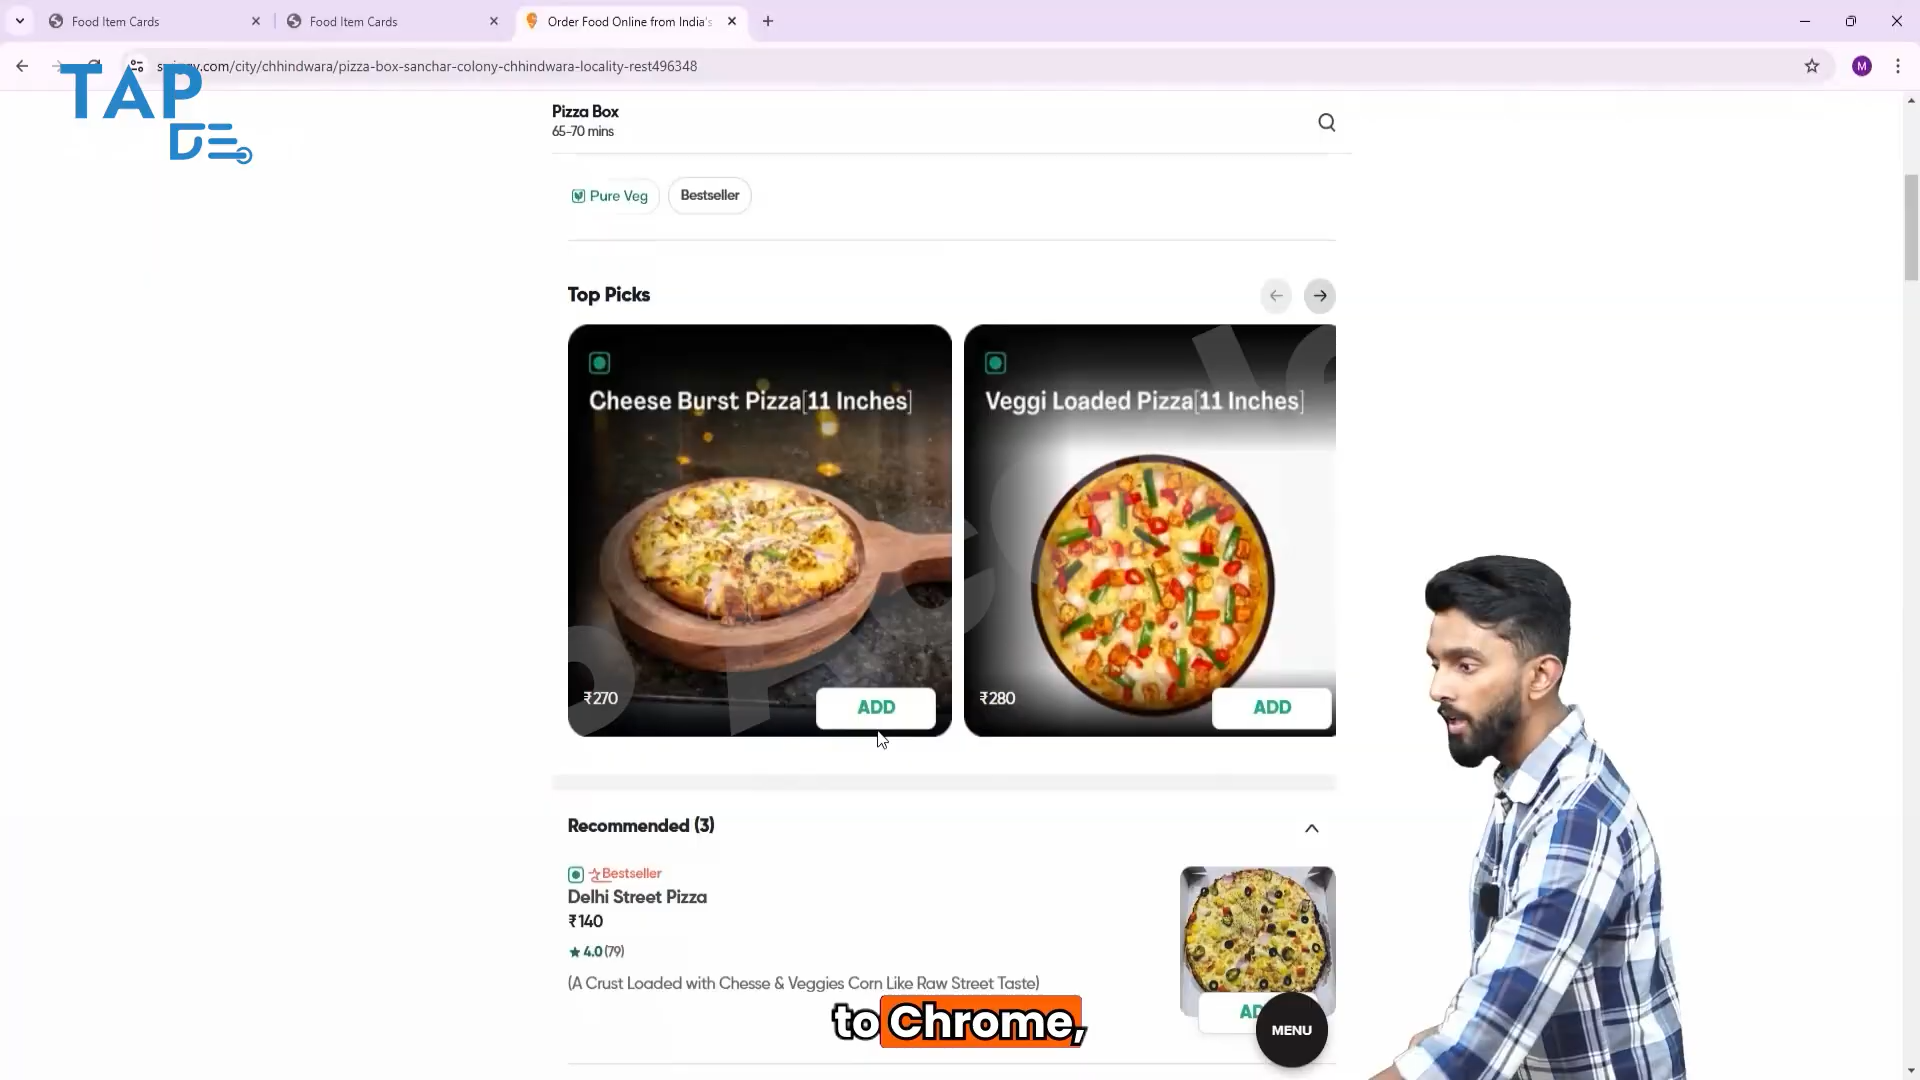 Food Item Cards
Food Item Cards
Order Food Online from India's
.com/city/chhindwara/pizza-box-sanchar-colony-chhindwara-locality-rest496348
M
TAP
Pizza Box
65-70 mins
Pure Veg
Bestseller
Top Picks
Cheese Burst Pizza[11 Inches]
Veggi Loaded Pizza[11 Inches]
₹270
ADD
₹280
ADD
Recommended (3)
Bestseller
Delhi Street Pizza
₹140
4.0(79)
(A Crust Loaded with Chesse & Veggies Corn Like Raw Street Taste)
MENU
to Chrome,